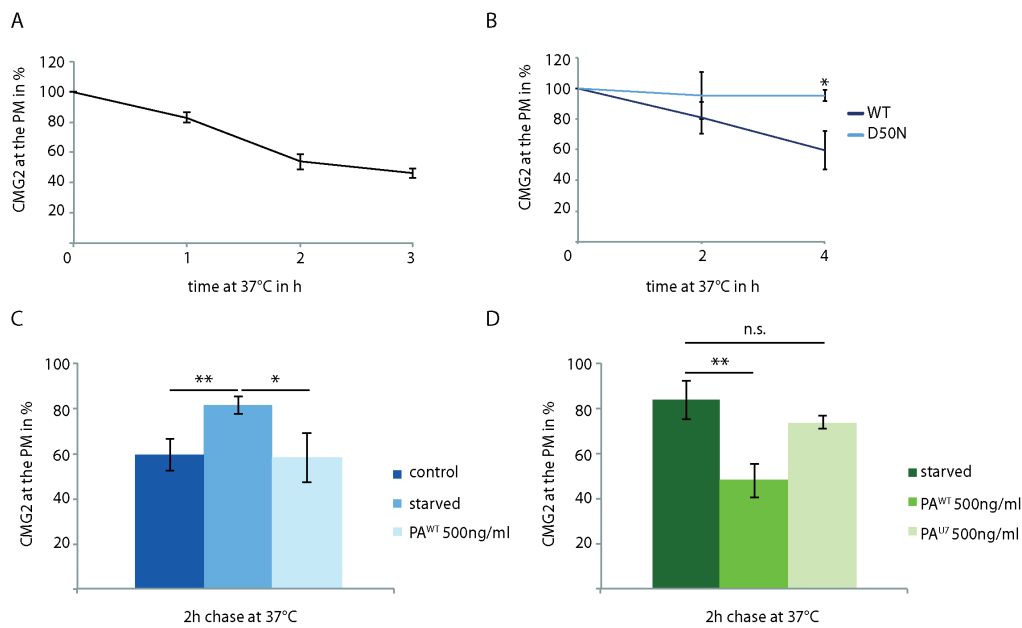 A
CMG2 at the PM in %
120
100
80
60
40
20
0
1
2
3
time at 37°C in h
B
CMG2 at the PM in %
120
100
80
60
40
20
0
2
4
*
WT
D50N
time at 37°C in h
C
CMG2 at the PM in %
100
80
60
40
20
**
*
control
starved
PAᵂᵀ 500ng/ml
2h chase at 37°C
D
CMG2 at the PM in %
100
80
60
40
20
n.s.
**
starved
PAᵂᵀ 500ng/ml
PAᵁ⁷ 500ng/ml
2h chase at 37°C